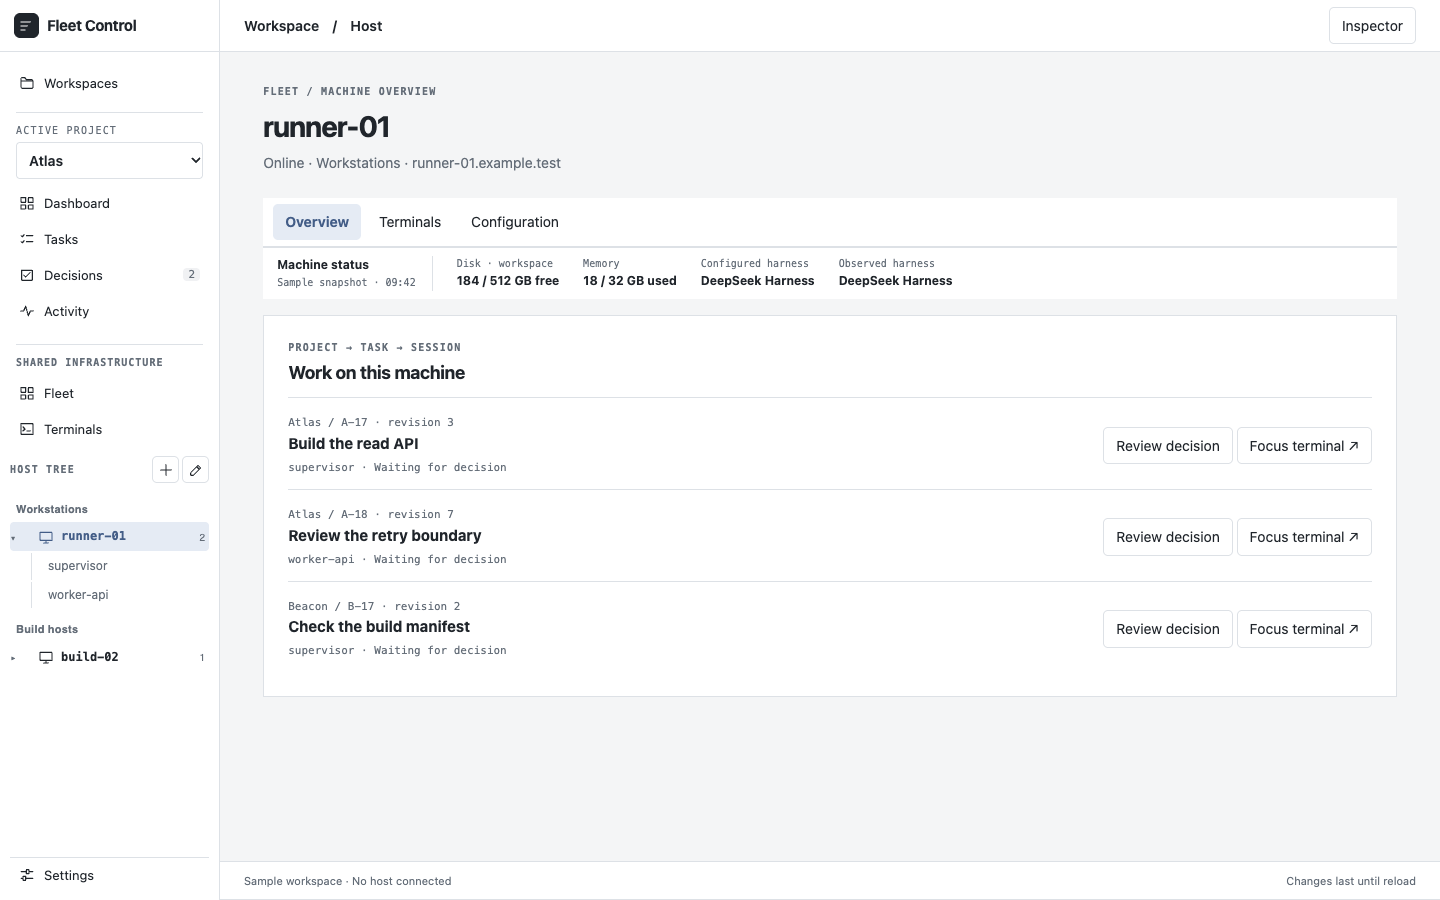 Fleet Control
Workspace / Host
Inspector
Workspaces
ACTIVE PROJECT
Atlas
Dashboard
Tasks
Decisions 2
Activity
SHARED INFRASTRUCTURE
Fleet
Terminals
HOST TREE
Workstations
runner-01 2
supervisor
worker-api
Build hosts
build-02 1
Settings
FLEET / MACHINE OVERVIEW
runner-01
Online · Workstations · runner-01.example.test
Overview Terminals Configuration
Machine status
Sample snapshot · 09:42
Disk · workspace
184 / 512 GB free
Memory
18 / 32 GB used
Configured harness
DeepSeek Harness
Observed harness
DeepSeek Harness
PROJECT → TASK → SESSION
Work on this machine
Atlas / A-17 · revision 3
Build the read API
supervisor · Waiting for decision
Review decision Focus terminal ↗
Atlas / A-18 · revision 7
Review the retry boundary
worker-api · Waiting for decision
Review decision Focus terminal ↗
Beacon / B-17 · revision 2
Check the build manifest
supervisor · Waiting for decision
Review decision Focus terminal ↗
Sample workspace · No host connected
Changes last until reload